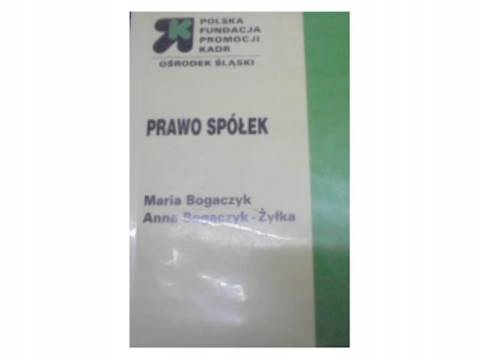 POLSKA
FUNDACJA
PROMOCJI
KADR
OŚRODEK ŚLĄSKI
PRAWO SPÓŁEK
Maria Bogaczyk
Anna Bogaczyk - Żyłka